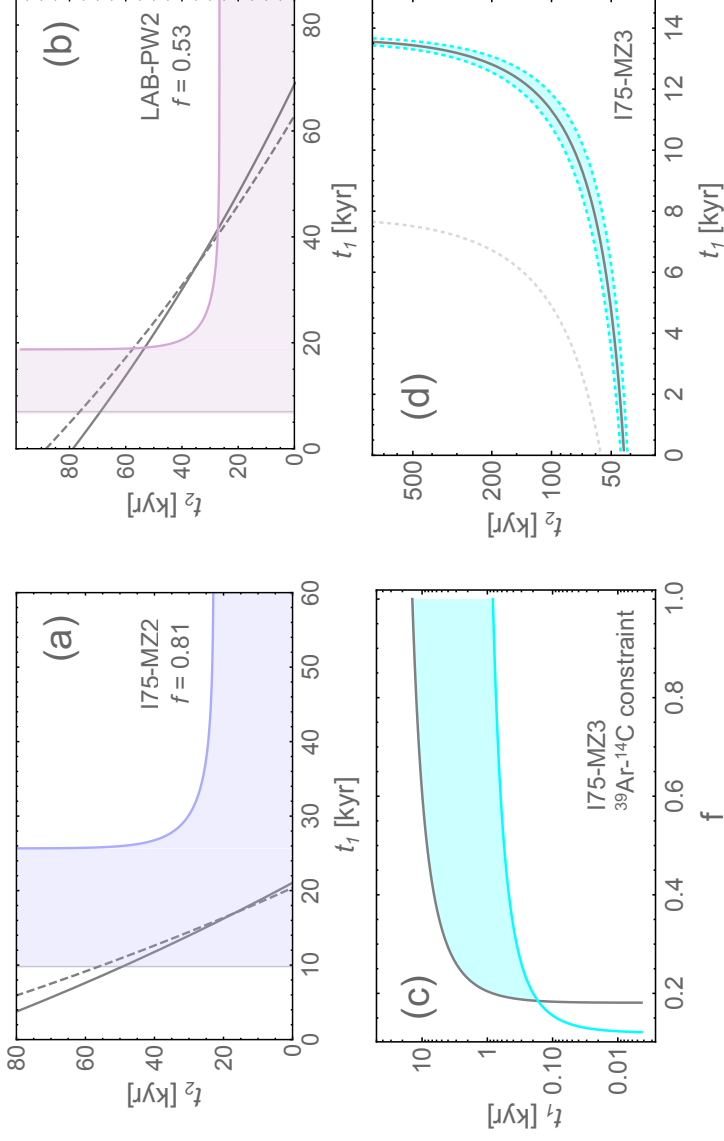 (a)
I75-MZ2
f = 0.81
t2 [kyr]
80
60
40
20
0
0 10 20 30 40 50 60
t1 [kyr]
(b)
LAB-PW2
f = 0.53
t2 [kyr]
80
60
40
20
0
0 20 40 60 80
t1 [kyr]
(c)
I75-MZ3
³⁹Ar-¹⁴C constraint
t1 [kyr]
10
1
0.10
0.01
0.2 0.4 0.6 0.8 1.0
f
(d)
I75-MZ3
t2 [kyr]
500
200
100
50
0 2 4 6 8 10 12 14
t1 [kyr]